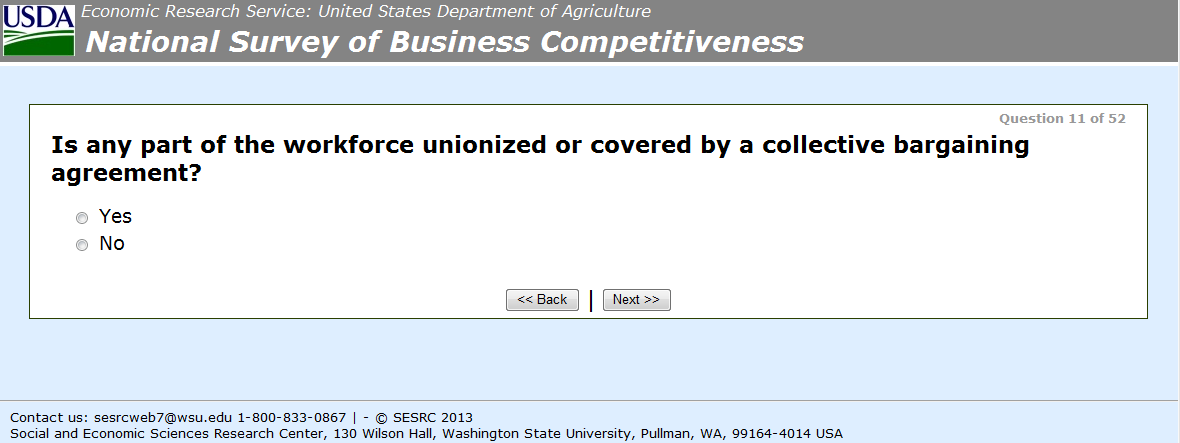 USDA
Economic Research Service: United States Department of Agriculture
National Survey of Business Competitiveness
Question 11 of 52
Is any part of the workforce unionized or covered by a collective bargaining
agreement?
Yes
No
<< Back | Next >>
Contact us: sesrcweb7@wsu.edu 1-800-833-0867 | - © SESRC 2013
Social and Economic Sciences Research Center, 130 Wilson Hall, Washington State University, Pullman, WA, 99164-4014 USA